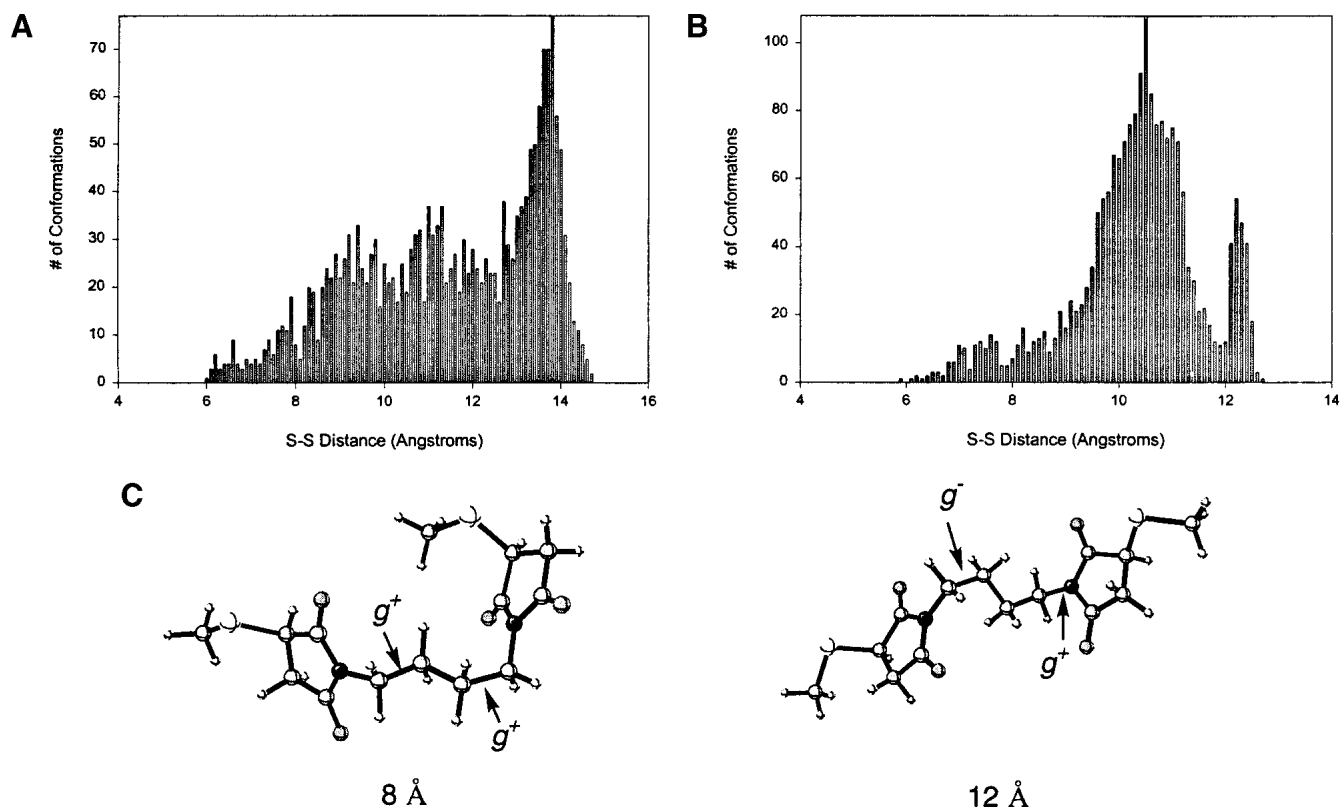 A
# of Conformations
70
60
50
40
30
20
10
0
4 6 8 10 12 14 16
S-S Distance (Angstroms)
B
# of Conformations
100
80
60
40
20
0
4 6 8 10 12 14
S-S Distance (Angstroms)
C
g+
g+
8 Å
g-
g+
12 Å